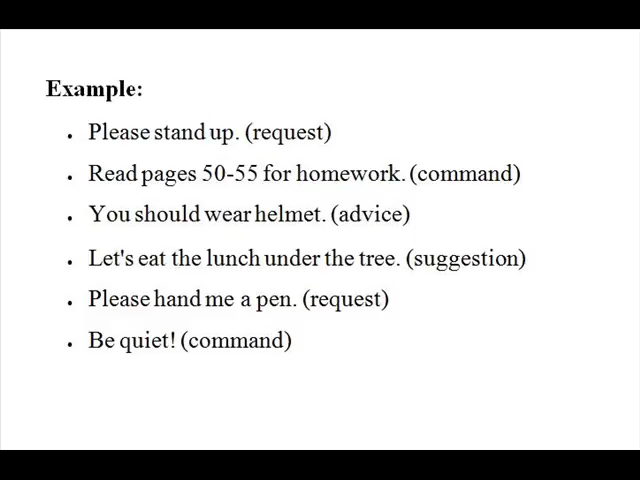 Example:
• Please stand up. (request)
• Read pages 50-55 for homework. (command)
• You should wear helmet. (advice)
• Let's eat the lunch under the tree. (suggestion)
• Please hand me a pen. (request)
• Be quiet! (command)